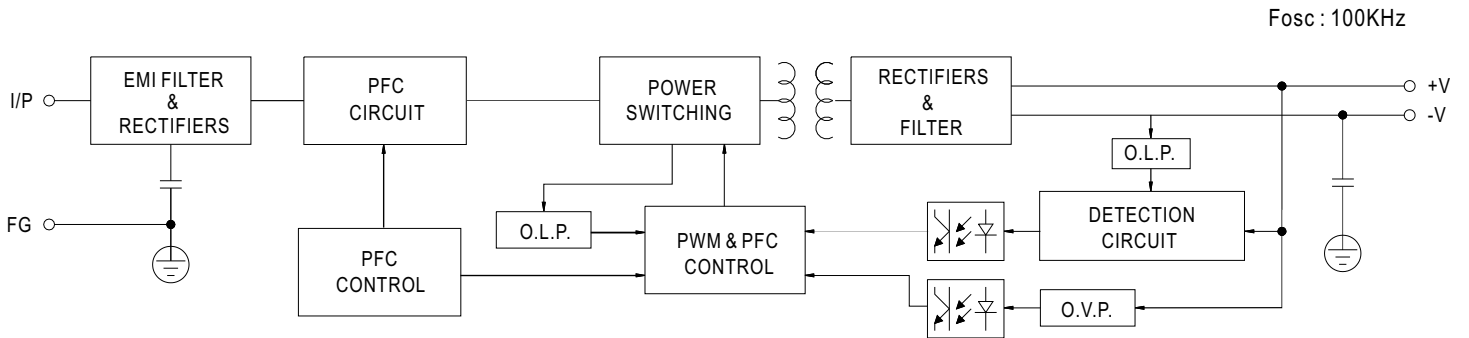 Fosc : 100KHz
I/P
EMI FILTER
&
RECTIFIERS
PFC
CIRCUIT
POWER
SWITCHING
RECTIFIERS
&
FILTER
+V
-V
O.L.P.
FG
O.L.P.
PFC
CONTROL
PWM & PFC
CONTROL
DETECTION
CIRCUIT
O.V.P.